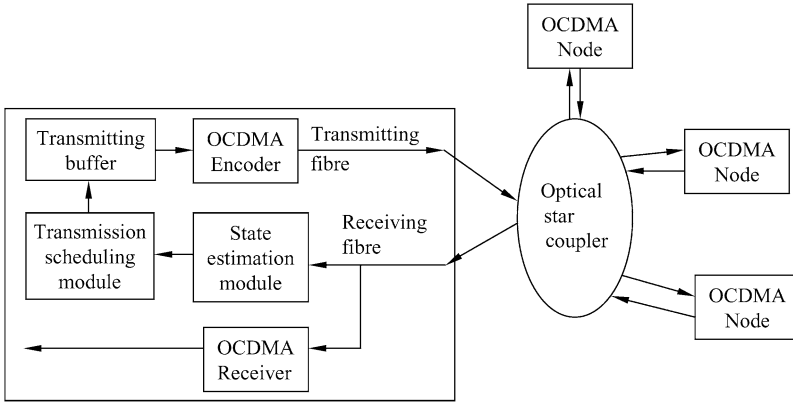 OCDMA
Node
Transmitting
buffer
OCDMA
Encoder
Transmitting
fibre
OCDMA
Node
Optical
star
coupler
Transmission
scheduling
module
State
estimation
module
Receiving
fibre
OCDMA
Node
OCDMA
Receiver